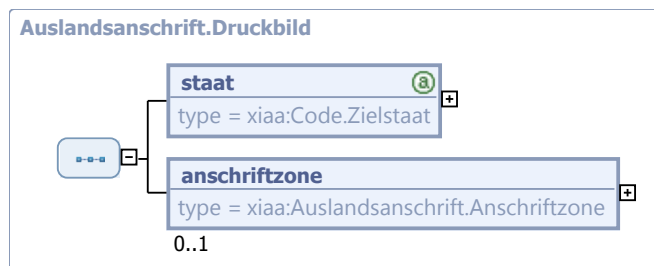 Auslandsanschrift.Druckbild
staat
type = xiaa:Code.Zielstaat
anschriftzone
type = xiaa:Auslandsanschrift.Anschriftzone
0..1